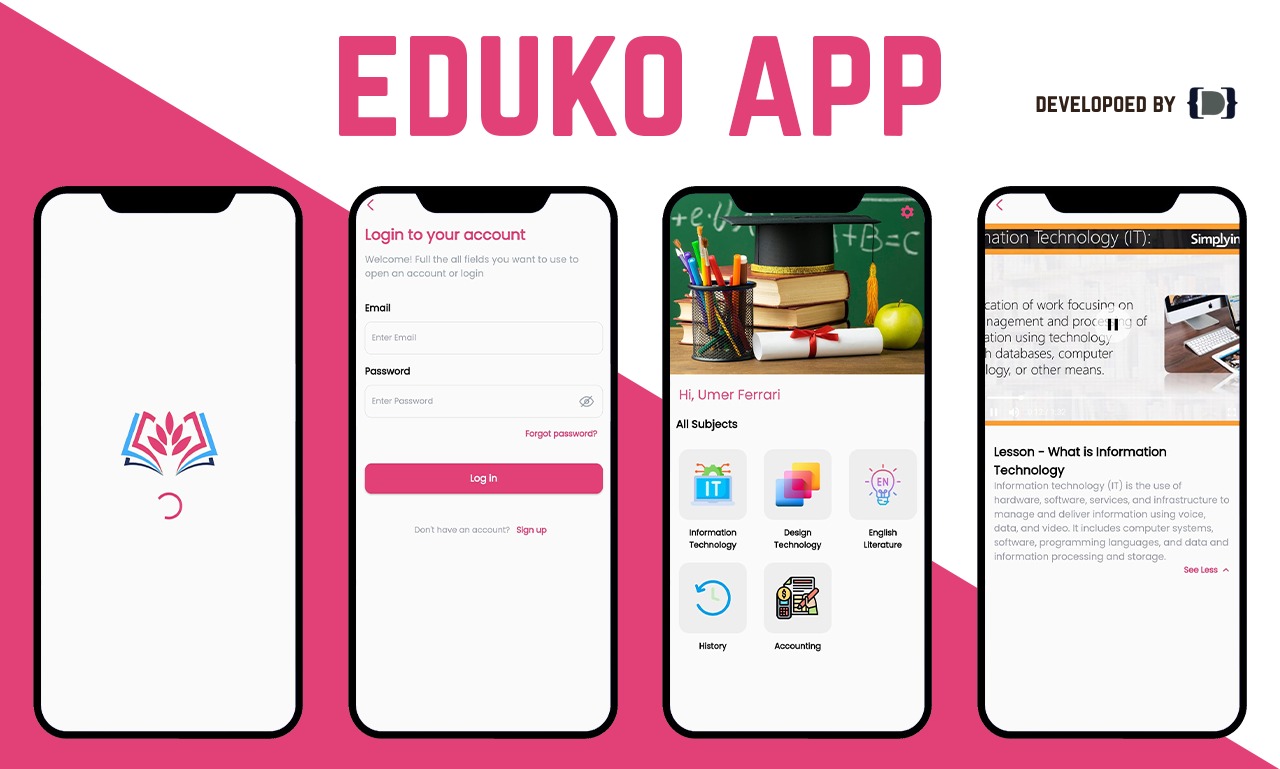 EDUKO APP
DEVELOPOED BY {D}
Login to your account
Welcome! Full the all fields you want to use to
open an account or login
Email
Enter Email
Password
Enter Password
Forgot password?
Log In
Don't have an account? Sign up
Hi, Umer Ferrari
All Subjects
IT
EN
Information
Technology
Design
Technology
English
Literature
History
Accounting
mation Technology (IT):
Simplyin
cation of work focusing on
nagement and processing of
ation using technology
h databases, computer
logy, or other means.
Lesson - What is Information
Technology
Information technology (IT) is the use of
hardware, software, services, and infrastructure to
manage and deliver information using voice,
data, and video. It includes computer systems,
software, programming languages, and data and
information processing and storage.
See Less